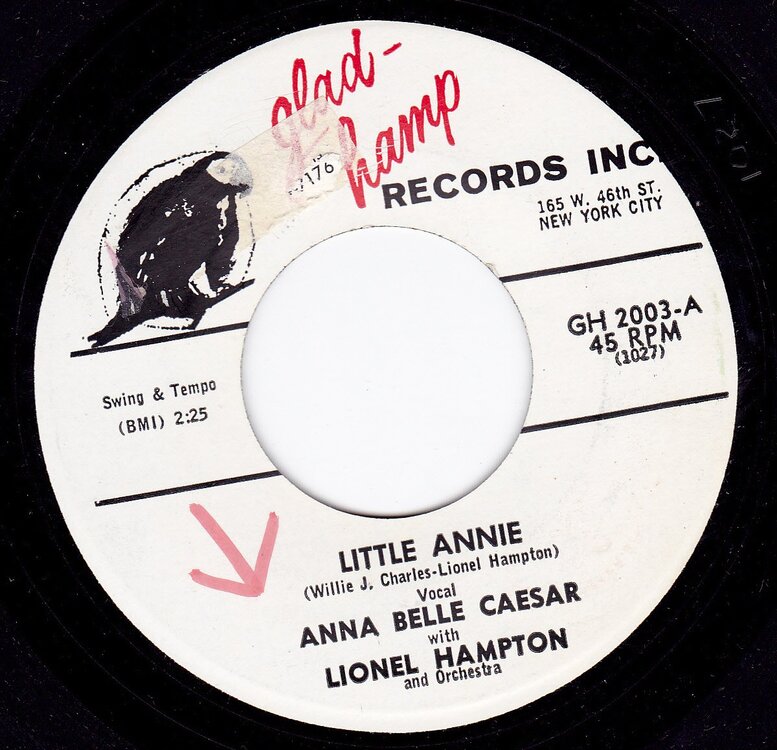 glad-
hamp
RECORDS INC.
165 W. 46th ST.
NEW YORK CITY
GH 2003-A
45 RPM
(1027)
Swing & Tempo
(BMI) 2:25
LITTLE ANNIE
(Willie J. Charles-Lionel Hampton)
Vocal
ANNA BELLE CAESAR
with
LIONEL HAMPTON
and Orchestra